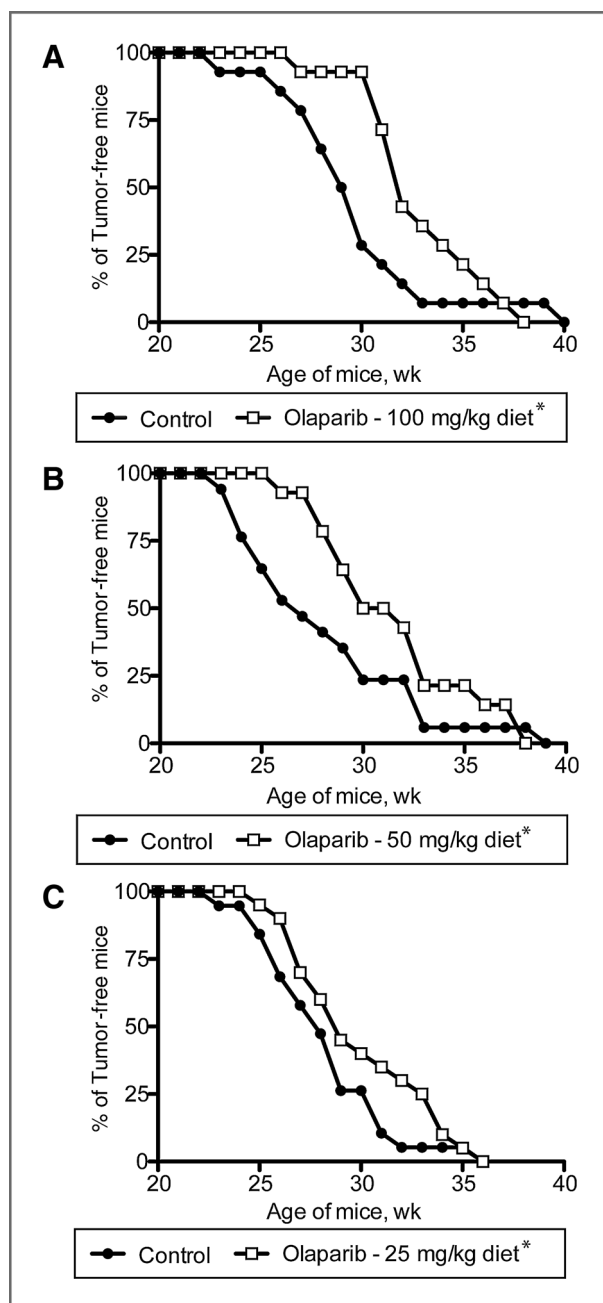 A
% of Tumor-free mice
100
75
50
25
0
20 25 30 35 40
Age of mice, wk
Control Olaparib - 100 mg/kg diet*
B
% of Tumor-free mice
100
75
50
25
0
20 25 30 35 40
Age of mice, wk
Control Olaparib - 50 mg/kg diet*
C
% of Tumor-free mice
100
75
50
25
0
20 25 30 35 40
Age of mice, wk
Control Olaparib - 25 mg/kg diet*